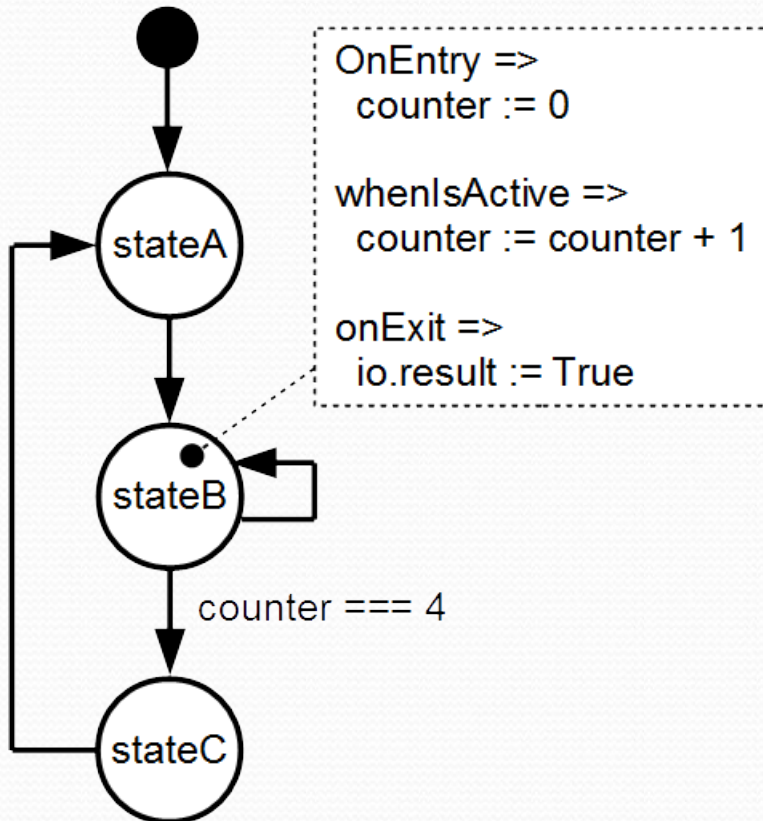 OnEntry =>
counter := 0
whenIsActive =>
counter := counter + 1
onExit =>
io.result := True
stateA
stateB
counter === 4
stateC